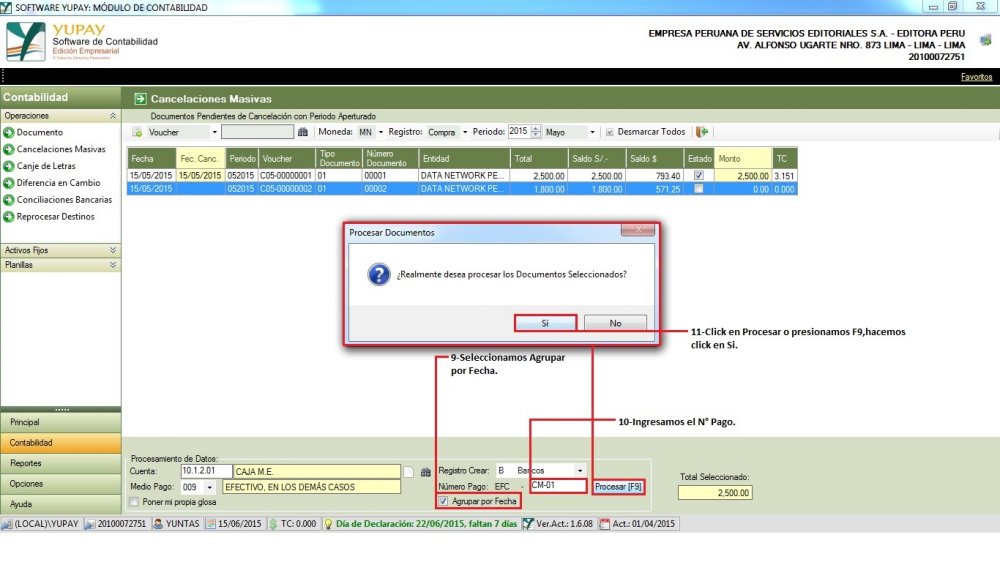 SOFTWARE YUPAY: MÓDULO DE CONTABILIDAD
YUPAY
Software de Contabilidad
Edición Empresarial
© Todos los Derechos Reservados
EMPRESA PERUANA DE SERVICIOS EDITORIALES S.A. - EDITORA PERU
AV. ALFONSO UGARTE NRO. 873 LIMA - LIMA - LIMA
20100072751
Favoritos
Contabilidad
Operaciones
Documento
Cancelaciones Masivas
Canje de Letras
Diferencia en Cambio
Conciliaciones Bancarias
Reprocesar Destinos
Activos Fijos
Planillas
Principal
Contabilidad
Reportes
Opciones
Ayuda
Cancelaciones Masivas
Documentos Pendientes de Cancelación con Periodo Aperturado
Voucher Moneda: MN Registro: Compra Periodo: 2015 Mayo Desmarcar Todos
Fecha Fec. Canc. Periodo Voucher Tipo Documento Número Documento Entidad Total Saldo S/.- Saldo $ Estado Monto TC
15/05/2015 15/05/2015 052015 C05-00000001 01 00001 DATA NETWORK PE... 2,500.00 2,500.00 793.40 2,500.00 3.151
15/05/2015 052015 C05-00000002 01 00002 DATA NETWORK PE... 1,800.00 1,800.00 571.25 0.00 0.000
Procesar Documentos
¿Realmente desea procesar los Documentos Seleccionados?
Sí No
11-Click en Procesar o presionamos F9,hacemos
click en Si.
9-Seleccionamos Agrupar
por Fecha.
10-Ingresamos el N° Pago.
Procesamiento de Datos:
Cuenta: 10.1.2.01 CAJA M.E. Registro Crear: B Bancos
Medio Pago: 009 EFECTIVO, EN LOS DEMÁS CASOS Número Pago: EFC - CM-01 Procesar [F9]
Poner mi propia glosa Agrupar por Fecha
Total Seleccionado:
2,500.00
(LOCAL)\YUPAY 20100072751 YUNTAS 15/06/2015 TC: 0.000 Día de Declaración: 22/06/2015, faltan 7 días Ver.Act.: 1.6.08 Act.: 01/04/2015